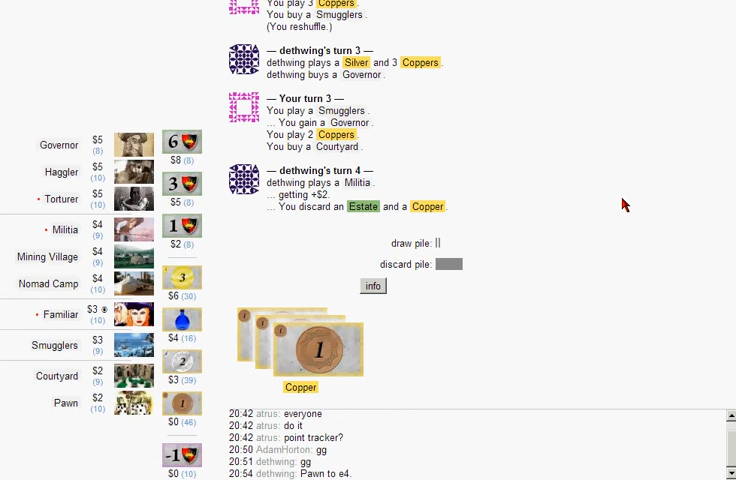 You play 3 Coppers.
You buy a Smugglers.
(You reshuffle.)
— dethwing's turn 3 —
dethwing plays a Silver and 3 Coppers.
dethwing buys a Governor.
— Your turn 3 —
You play a Smugglers.
... You gain a Governor.
You play 2 Coppers.
You buy a Courtyard.
— dethwing's turn 4 —
dethwing plays a Militia.
... getting +$2.
... You discard an Estate and a Copper.
draw pile:
discard pile:
info
1
1
1
Copper
Governor $5 (8)
Haggler $5 (10)
Torturer $5 (10)
Militia $4 (9)
Mining Village $4 (9)
Nomad Camp $4 (10)
Familiar $3 (10)
Smugglers $3 (9)
Courtyard $2 (9)
Pawn $2 (10)
6
$8 (8)
3
$5 (8)
1
$2 (8)
3
$6 (30)
$4 (16)
2
$3 (39)
1
$0 (46)
-1
$0 (10)
20:42 atrus: everyone
20:42 atrus: do it
20:42 atrus: point tracker?
20:50 AdamHorton: gg
20:51 dethwing: gg
20:54 dethwing: Pawn to e4.